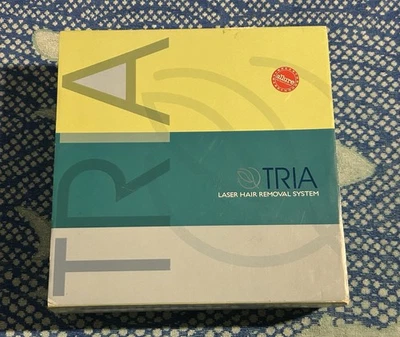 TRIA
allure
TRIA
LASER HAIR REMOVAL SYSTEM